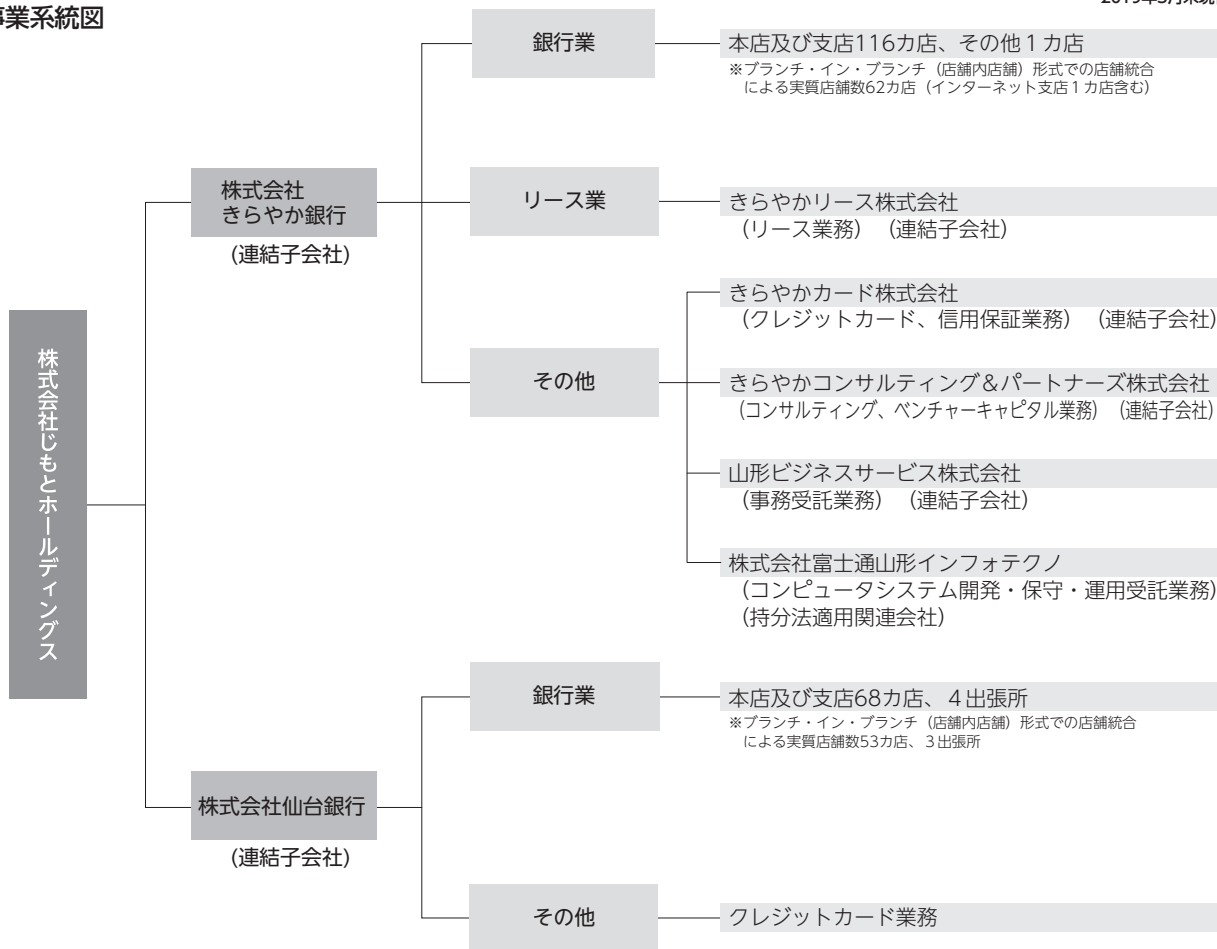 業系統図
銀行業
本店及び支店116カ店、その他１カ店
※ブランチ・イン・ブランチ（店舗内店舗）形式での店舗統合
による実質店舗数62カ店（インターネット支店１カ店含む）
株式会社
きらやか銀行
(連結子会社)
リース業
きらやかリース株式会社
（リース業務）（連結子会社）
きらやかカード株式会社
（クレジットカード、信用保証業務）（連結子会社）
その他
きらやかコンサルティング＆パートナーズ株式会社
（コンサルティング、ベンチャーキャピタル業務）（連結子会社）
山形ビジネスサービス株式会社
（事務受託業務）（連結子会社）
株式会社富士通山形インフォテクノ
（コンピュータシステム開発・保守・運用受託業務）
（持分法適用関連会社）
株式会社じもとホールディングス
銀行業
本店及び支店68カ店、４出張所
※ブランチ・イン・ブランチ（店舗内店舗）形式での店舗統合
による実質店舗数53カ店、３出張所
株式会社仙台銀行
(連結子会社)
その他
クレジットカード業務